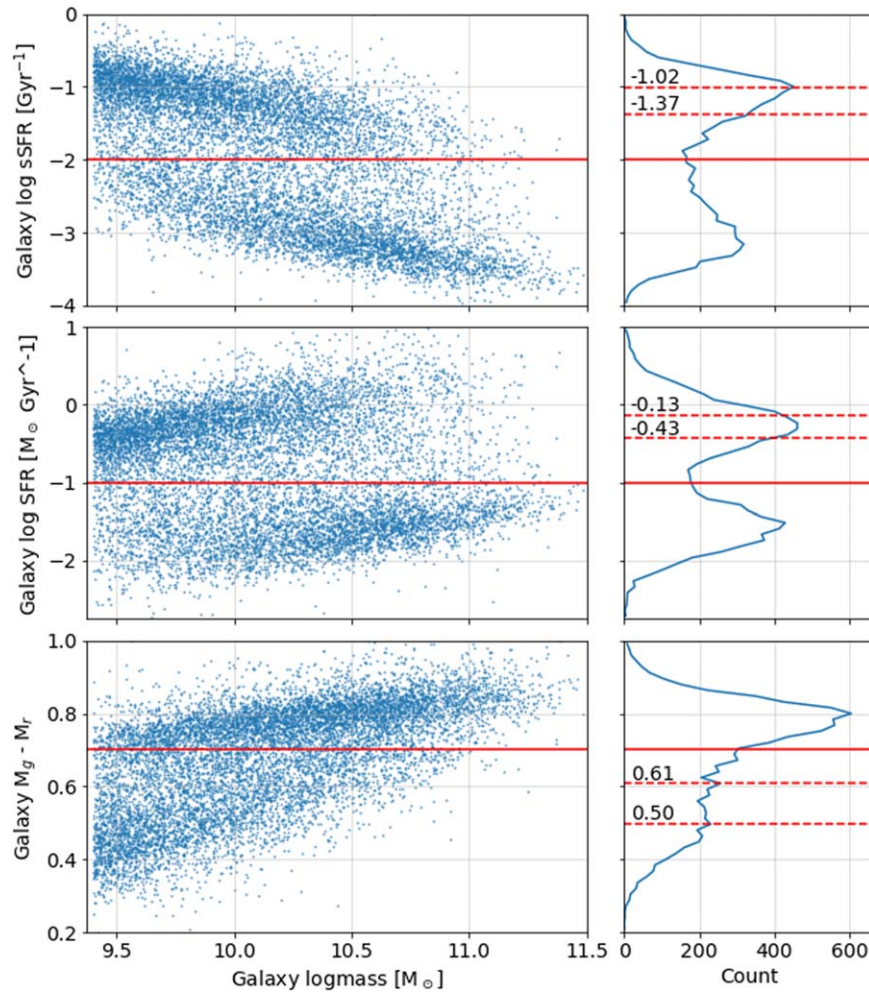 Galaxy log sSFR [Gyr⁻¹]
0
−1
−2
−3
−4
-1.02
-1.37
Galaxy log SFR [M⊙ Gyr^-1]
1
0
−1
−2
-0.13
-0.43
Galaxy M_g - M_r
1.0
0.8
0.6
0.4
0.2
0.61
0.50
9.5 10.0 10.5 11.0 11.5
Galaxy logmass [M⊙]
0 200 400 600
Count